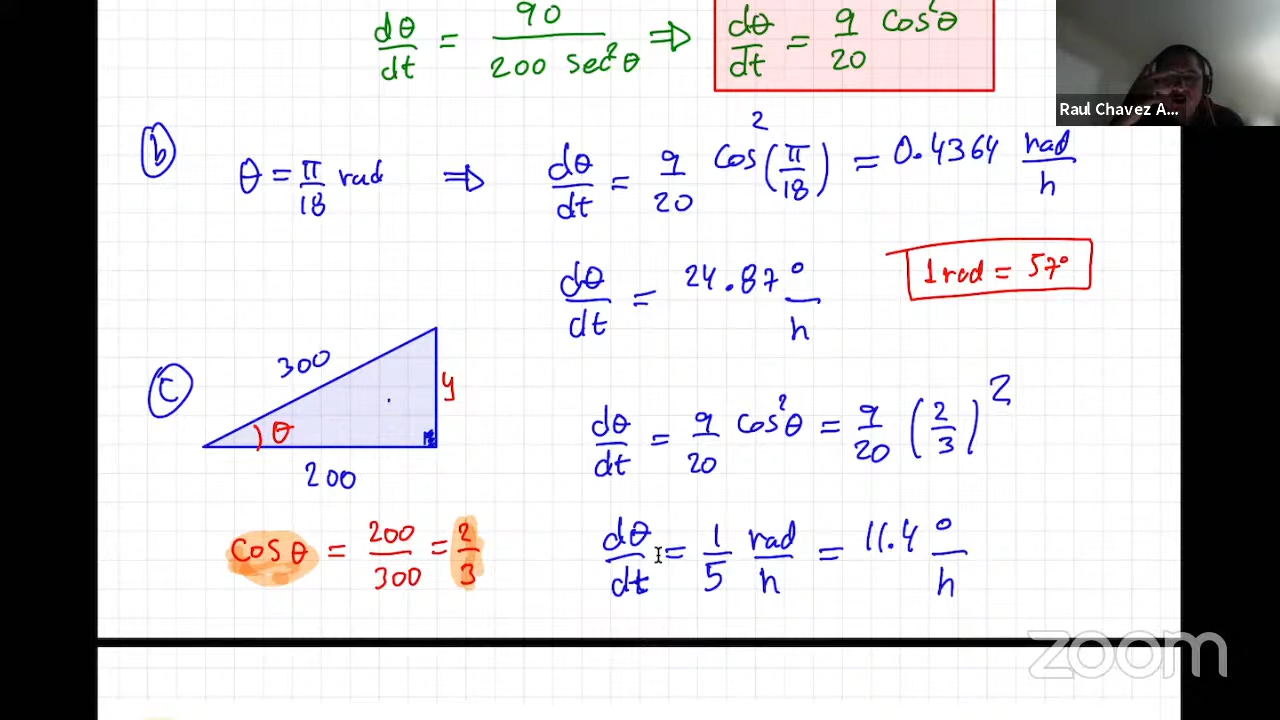 dθ/dt = 90/(200 sec²θ) ⇒ dθ/dt = 9/20 cos²θ
Raul Chavez A...
b θ = π/18 rad ⇒ dθ/dt = 9/20 cos²(π/18) = 0.4364 rad/h
dθ/dt = 24.87 °/h
1 rad = 57°
c
300
y
θ
200
dθ/dt = 9/20 cos²θ = 9/20 (2/3)²
cos θ = 200/300 = 2/3
dθ/dt = 1/5 rad/h = 11.4 °/h
zoom